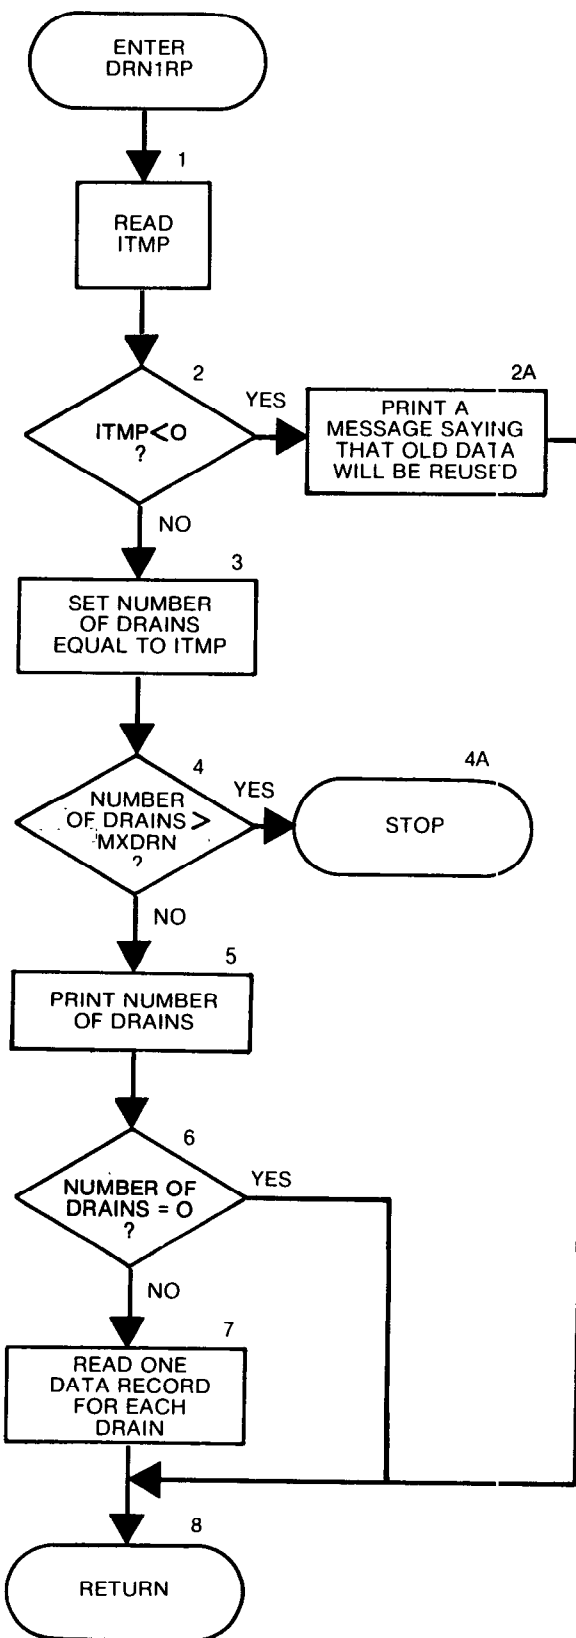 ENTER
DRN1RP
1
READ
ITMP
2
ITMP<0
?
YES
2A
PRINT A
MESSAGE SAYING
THAT OLD DATA
WILL BE REUSED
NO
3
SET NUMBER
OF DRAINS
EQUAL TO ITMP
4
NUMBER
OF DRAINS >
MXDRN
?
YES
4A
STOP
NO
5
PRINT NUMBER
OF DRAINS
6
NUMBER OF
DRAINS = 0
?
YES
NO
7
READ ONE
DATA RECORD
FOR EACH
DRAIN
8
RETURN